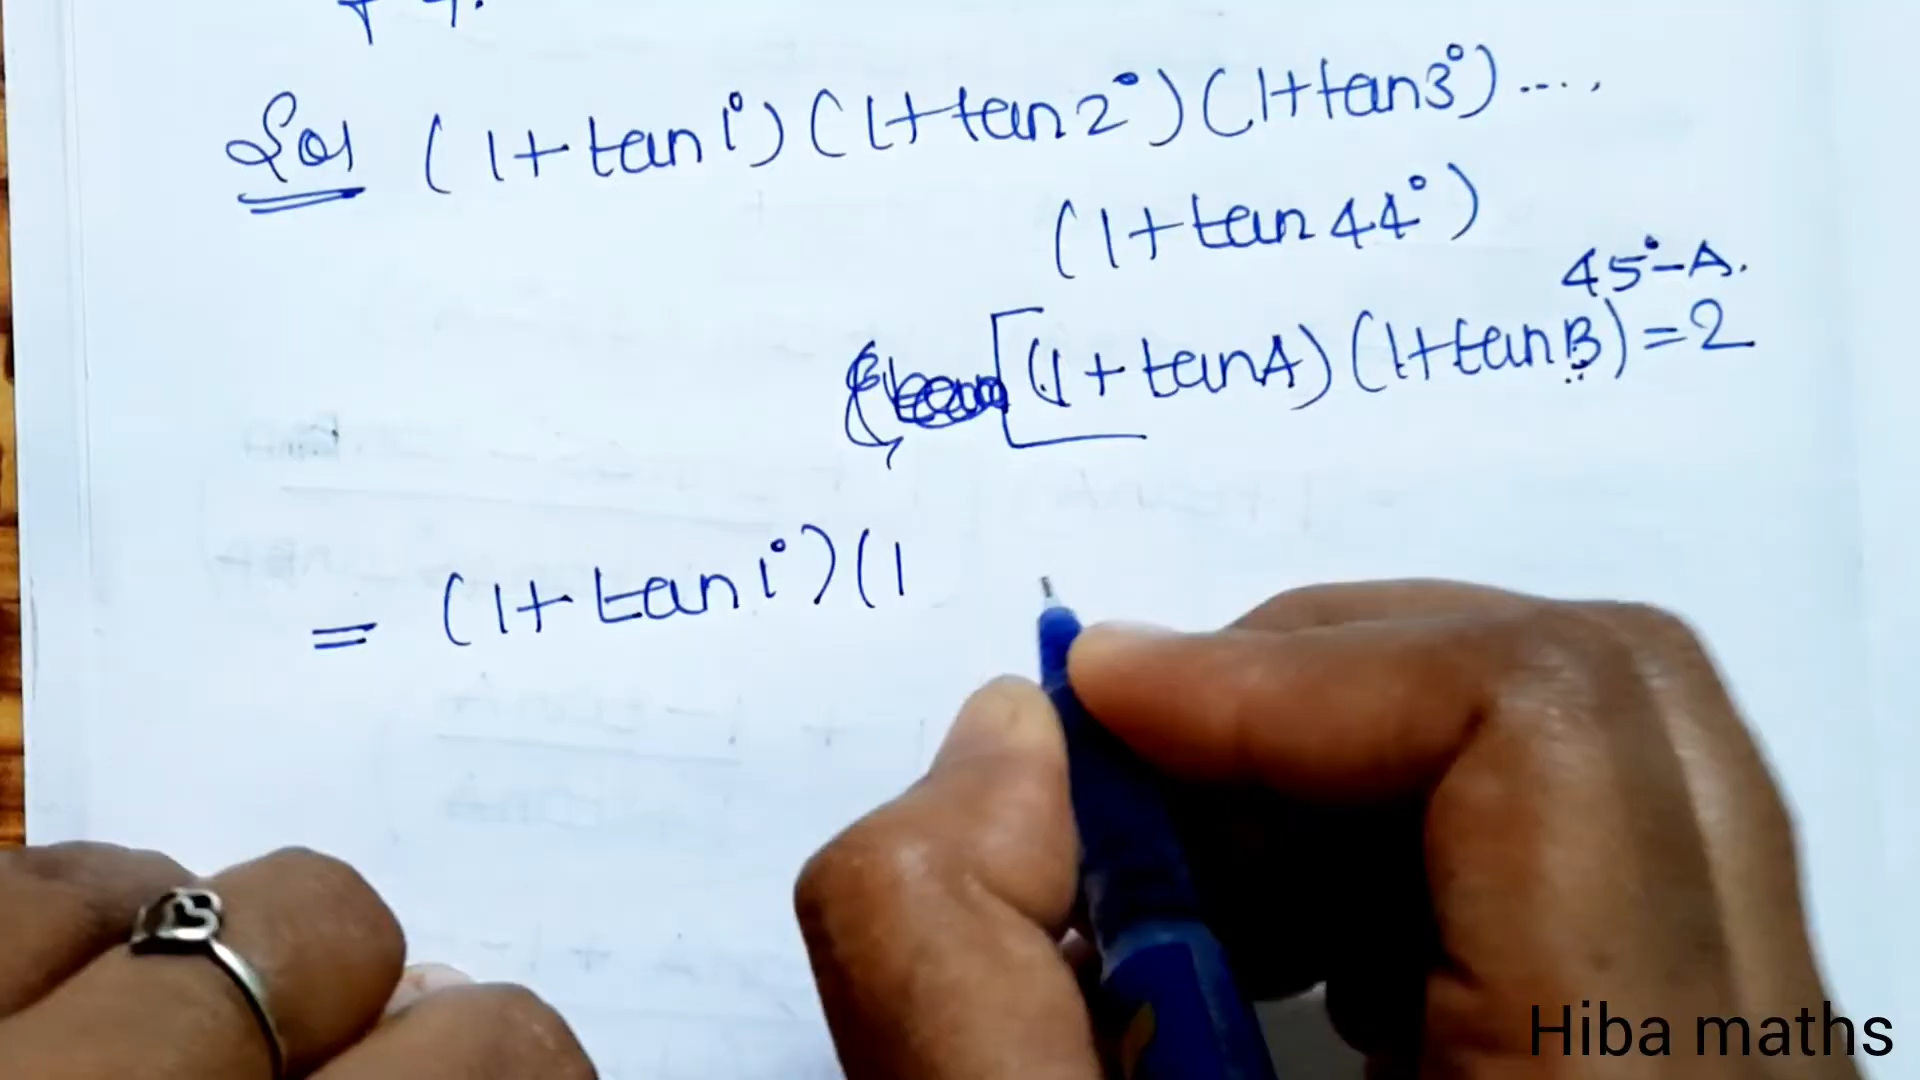 Sol (1+tan1°)(1+tan2°)(1+tan3°)....
(1+tan44°)
45°-A.
[(1+tanA)(1+tanB)=2
= (1+tan1°)(1
Hiba maths